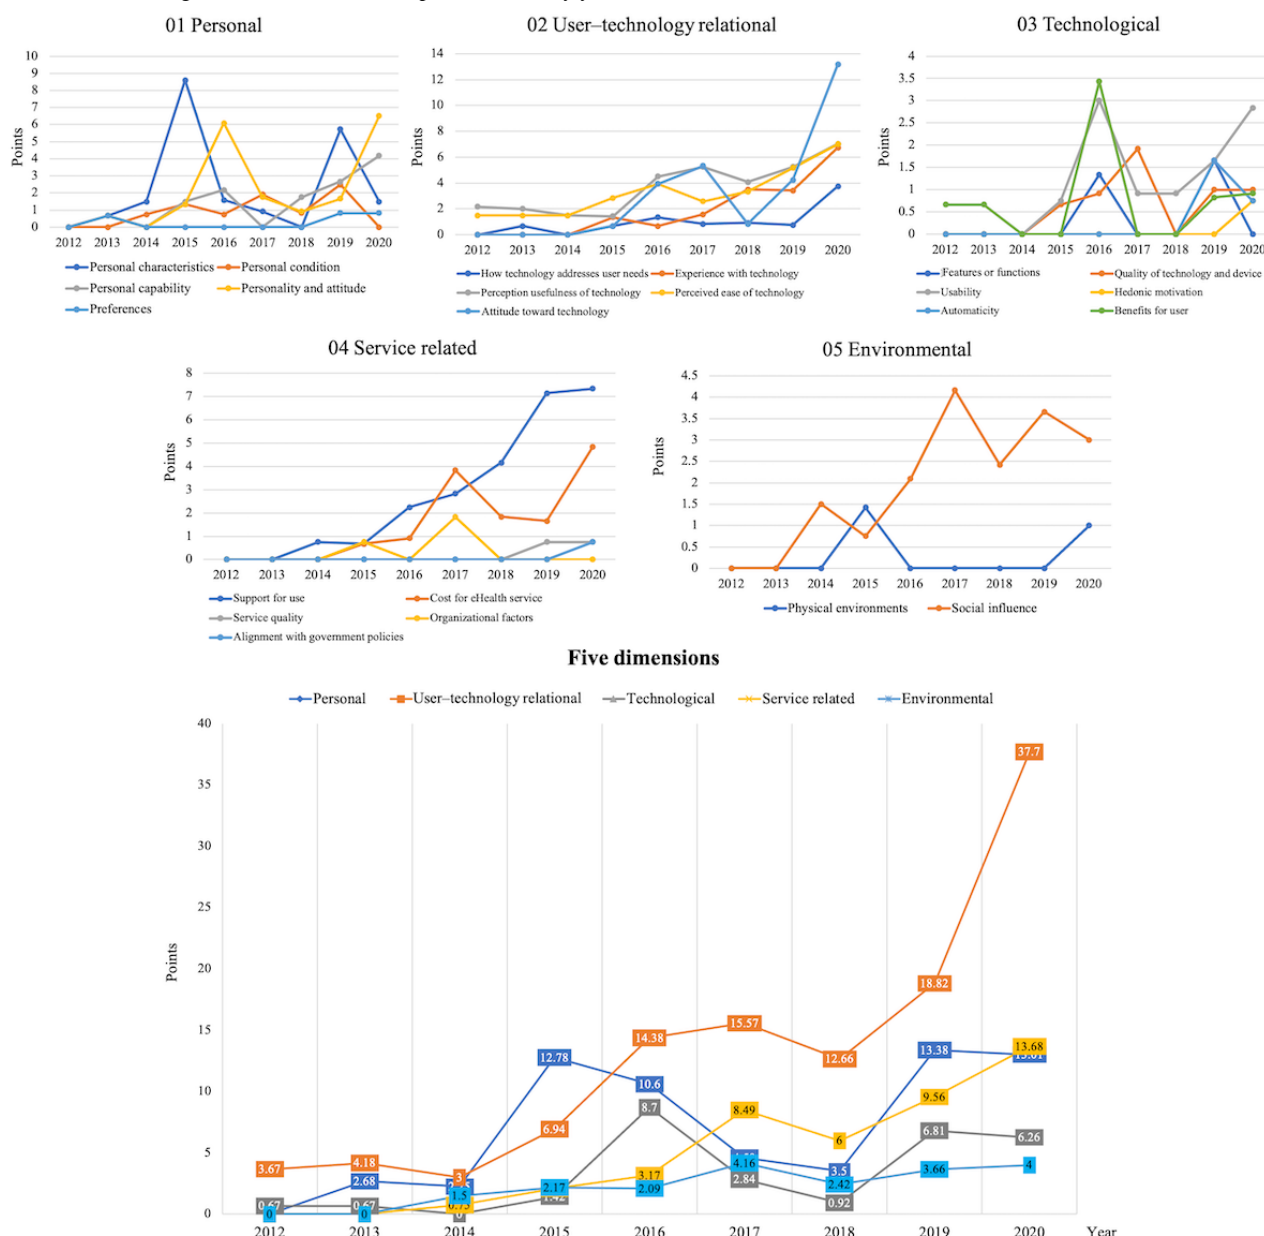 01 Personal
10
9
8
7
6
5
4
3
2
1
0
Points
2012 2013 2014 2015 2016 2017 2018 2019 2020
Personal characteristics Personal condition
Personal capability Personality and attitude
Preferences
02 User–technology relational
14
12
10
8
6
4
2
0
Points
2012 2013 2014 2015 2016 2017 2018 2019 2020
How technology addresses user needs Experience with technology
Perception usefulness of technology Perceived ease of technology
Attitude toward technology
03 Technological
4
3.5
3
2.5
2
1.5
1
0.5
0
Points
2012 2013 2014 2015 2016 2017 2018 2019 2020
Features or functions Quality of technology and device
Usability Hedonic motivation
Automaticity Benefits for user
04 Service related
8
7
6
5
4
3
2
1
0
Points
2012 2013 2014 2015 2016 2017 2018 2019 2020
Support for use Cost for eHealth service
Service quality Organizational factors
Alignment with government policies
05 Environmental
4.5
4
3.5
3
2.5
2
1.5
1
0.5
0
Points
2012 2013 2014 2015 2016 2017 2018 2019 2020
Physical environments Social influence
Five dimensions
Personal User–technology relational Technological Service related Environmental
40
35
30
25
20
15
10
5
0
Points
3.67 4.18 3 6.94 14.38 15.57 12.66 18.82 37.7
0 2.68 12.78 10.6 3.5 13.38
0.67 0.67 0 1.42 8.7 2.84 0.92 6.81 6.26
0.75 3.17 8.49 6 9.56 13.68
0 0 1.5 2.17 2.09 4.16 2.42 3.66 4
2012 2013 2014 2015 2016 2017 2018 2019 2020 Year